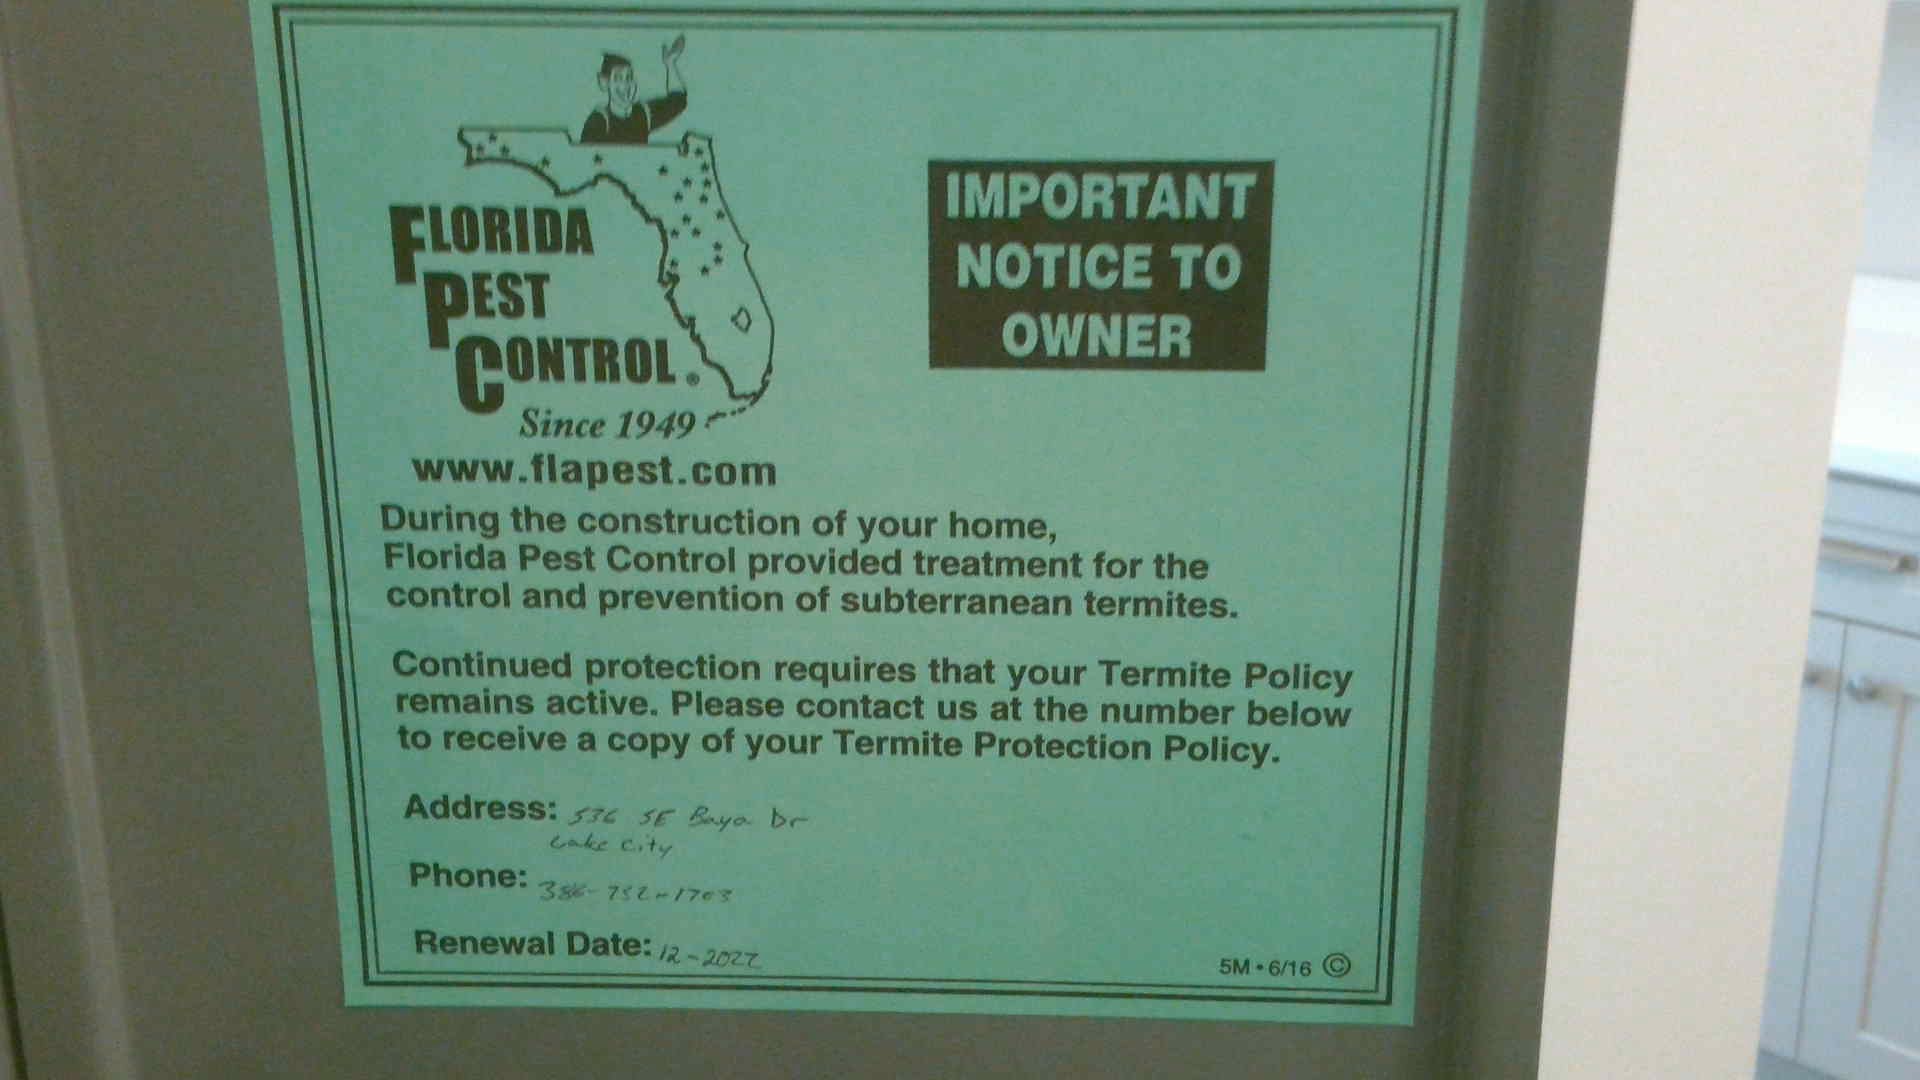 FLORIDA
PEST
CONTROL®
Since 1949
www.flapest.com
IMPORTANT
NOTICE TO
OWNER
During the construction of your home,
Florida Pest Control provided treatment for the
control and prevention of subterranean termites.
Continued protection requires that your Termite Policy
remains active. Please contact us at the number below
to receive a copy of your Termite Protection Policy.
Address: 536 SE Baya Dr
Lake City
Phone: 386-752-1703
Renewal Date: 12-2022
5M • 6/16 ©